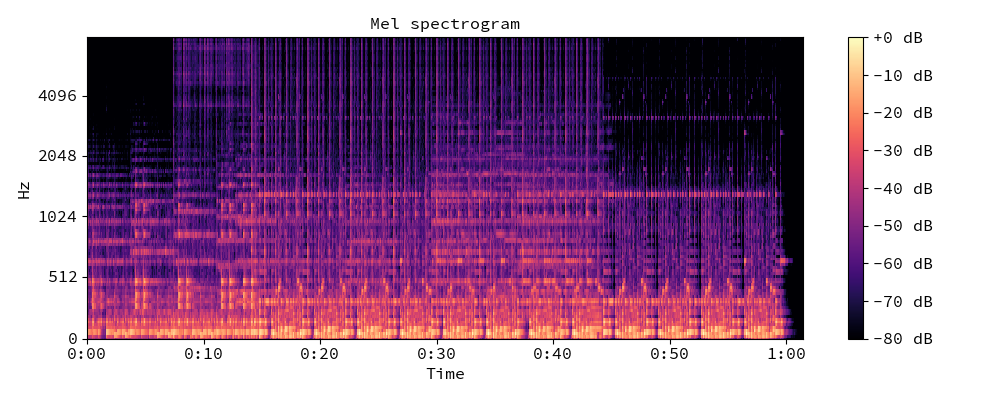 Mel spectrogram
Hz
4096
2048
1024
512
0
0:00
0:10
0:20
0:30
0:40
0:50
1:00
Time
+0 dB
-10 dB
-20 dB
-30 dB
-40 dB
-50 dB
-60 dB
-70 dB
-80 dB